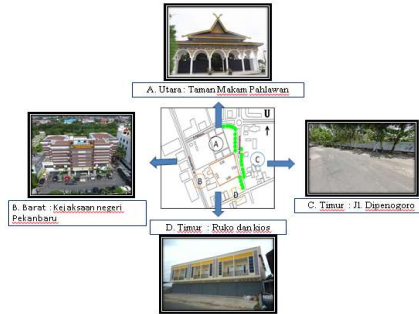 A. Utara : Taman Makam Pahlawan
U
A
C
B
D
B. Barat : Kejaksaan negeri
Pekanbaru
C. Timur : Jl. Dipenogoro
D. Timur : Ruko dan kios